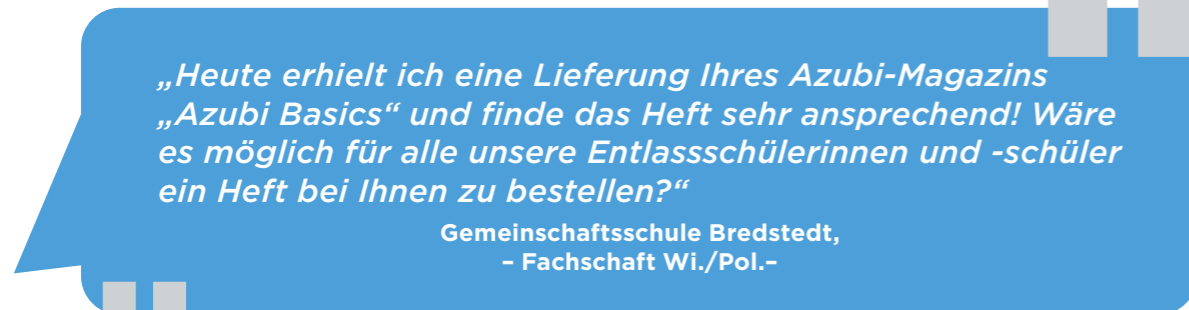 „Heute erhielt ich eine Lieferung Ihres Azubi-Magazins
„Azubi Basics“ und finde das Heft sehr ansprechend! Wäre
es möglich für alle unsere Entlassschülerinnen und -schüler
ein Heft bei Ihnen zu bestellen?“
Gemeinschaftsschule Bredstedt,
– Fachschaft Wi./Pol.–